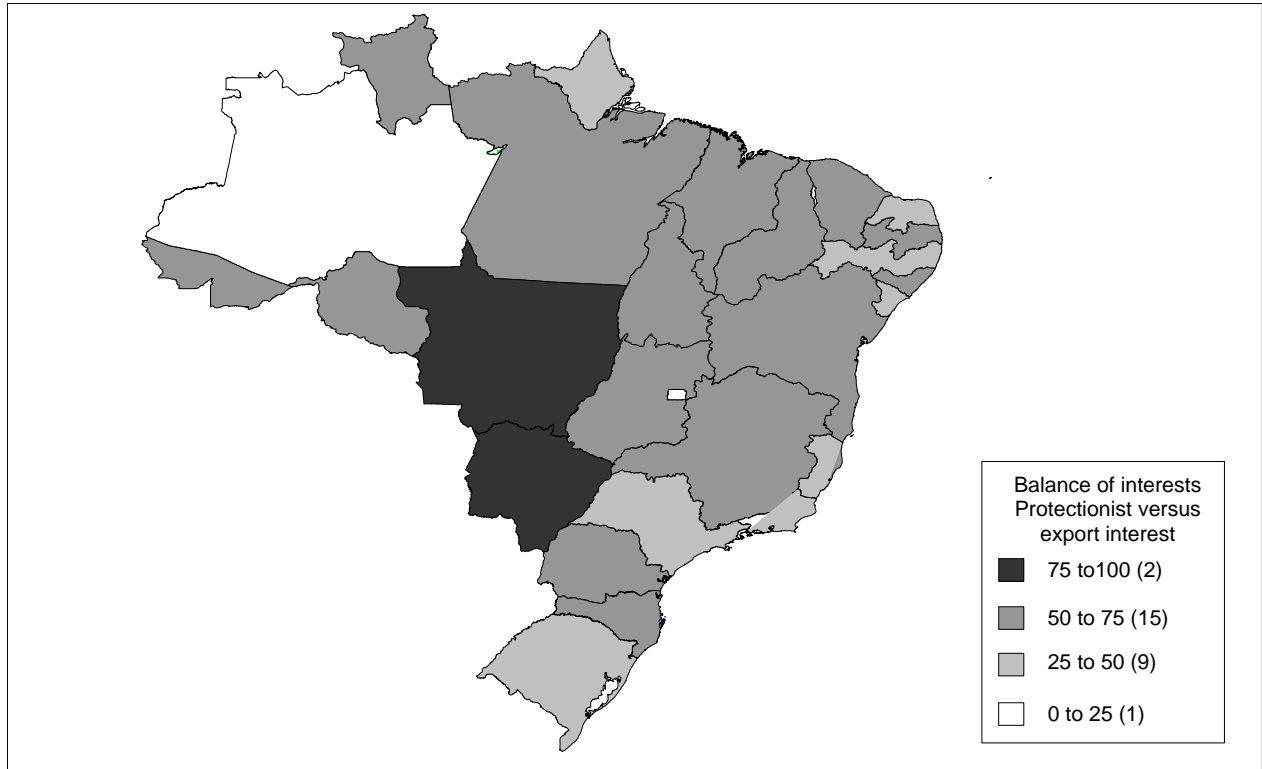 Balance of interests
Protectionist versus
export interest
75 to100 (2)
50 to 75 (15)
25 to 50 (9)
0 to 25 (1)